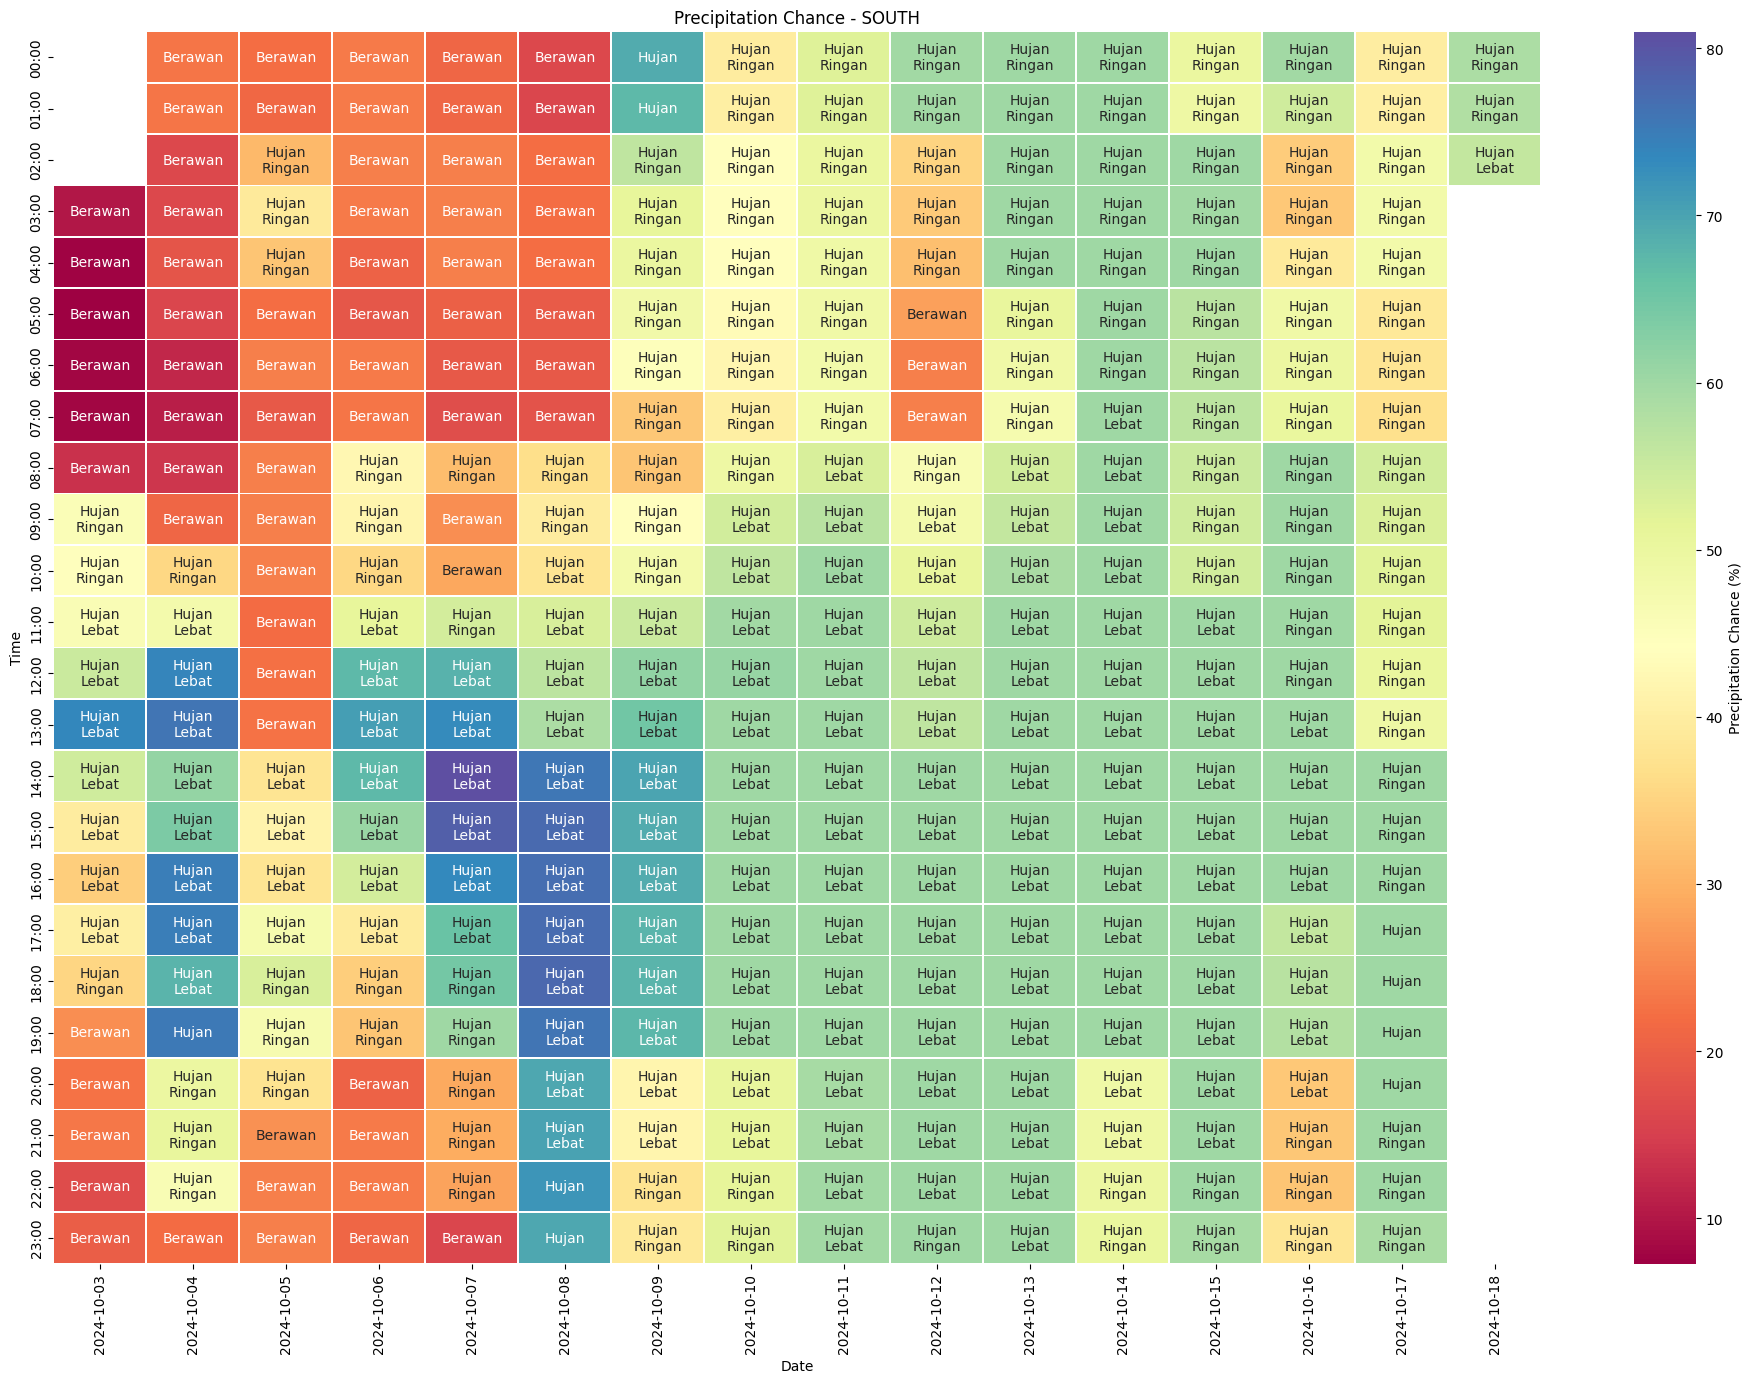 Precipitation Chance - SOUTH
00:00 Berawan Berawan Berawan Berawan Berawan Hujan Hujan Ringan Hujan Ringan Hujan Ringan Hujan Ringan Hujan Ringan Hujan Ringan Hujan Ringan Hujan Ringan Hujan Ringan
01:00 Berawan Berawan Berawan Berawan Berawan Hujan Hujan Ringan Hujan Ringan Hujan Ringan Hujan Ringan Hujan Ringan Hujan Ringan Hujan Ringan Hujan Ringan Hujan Ringan
02:00 Berawan Hujan Ringan Berawan Berawan Berawan Hujan Ringan Hujan Ringan Hujan Ringan Hujan Ringan Hujan Ringan Hujan Ringan Hujan Ringan Hujan Ringan Hujan Ringan Hujan Lebat
03:00 Berawan Berawan Hujan Ringan Berawan Berawan Berawan Hujan Ringan Hujan Ringan Hujan Ringan Hujan Ringan Hujan Ringan Hujan Ringan Hujan Ringan Hujan Ringan Hujan Ringan
04:00 Berawan Berawan Hujan Ringan Berawan Berawan Berawan Hujan Ringan Hujan Ringan Hujan Ringan Hujan Ringan Hujan Ringan Hujan Ringan Hujan Ringan Hujan Ringan Hujan Ringan
05:00 Berawan Berawan Berawan Berawan Berawan Berawan Hujan Ringan Hujan Ringan Hujan Ringan Berawan Hujan Ringan Hujan Ringan Hujan Ringan Hujan Ringan Hujan Ringan
06:00 Berawan Berawan Berawan Berawan Berawan Berawan Hujan Ringan Hujan Ringan Hujan Ringan Berawan Hujan Ringan Hujan Ringan Hujan Ringan Hujan Ringan Hujan Ringan
07:00 Berawan Berawan Berawan Berawan Berawan Berawan Hujan Ringan Hujan Ringan Hujan Ringan Berawan Hujan Ringan Hujan Lebat Hujan Ringan Hujan Ringan Hujan Ringan
08:00 Berawan Berawan Berawan Hujan Ringan Hujan Ringan Hujan Ringan Hujan Ringan Hujan Ringan Hujan Lebat Hujan Ringan Hujan Lebat Hujan Lebat Hujan Ringan Hujan Ringan Hujan Ringan
09:00 Hujan Ringan Berawan Berawan Hujan Ringan Berawan Hujan Ringan Hujan Ringan Hujan Lebat Hujan Lebat Hujan Lebat Hujan Lebat Hujan Lebat Hujan Ringan Hujan Ringan Hujan Ringan
10:00 Hujan Ringan Hujan Ringan Berawan Hujan Ringan Berawan Hujan Lebat Hujan Ringan Hujan Lebat Hujan Lebat Hujan Lebat Hujan Lebat Hujan Lebat Hujan Ringan Hujan Ringan Hujan Ringan
11:00 Hujan Lebat Hujan Lebat Berawan Hujan Lebat Hujan Ringan Hujan Lebat Hujan Lebat Hujan Lebat Hujan Lebat Hujan Lebat Hujan Lebat Hujan Lebat Hujan Lebat Hujan Ringan Hujan Ringan
12:00 Hujan Lebat Hujan Lebat Berawan Hujan Lebat Hujan Lebat Hujan Lebat Hujan Lebat Hujan Lebat Hujan Lebat Hujan Lebat Hujan Lebat Hujan Lebat Hujan Lebat Hujan Ringan Hujan Ringan
13:00 Hujan Lebat Hujan Lebat Berawan Hujan Lebat Hujan Lebat Hujan Lebat Hujan Lebat Hujan Lebat Hujan Lebat Hujan Lebat Hujan Lebat Hujan Lebat Hujan Lebat Hujan Lebat Hujan Ringan
14:00 Hujan Lebat Hujan Lebat Hujan Lebat Hujan Lebat Hujan Lebat Hujan Lebat Hujan Lebat Hujan Lebat Hujan Lebat Hujan Lebat Hujan Lebat Hujan Lebat Hujan Lebat Hujan Lebat Hujan Ringan
15:00 Hujan Lebat Hujan Lebat Hujan Lebat Hujan Lebat Hujan Lebat Hujan Lebat Hujan Lebat Hujan Lebat Hujan Lebat Hujan Lebat Hujan Lebat Hujan Lebat Hujan Lebat Hujan Lebat Hujan Ringan
16:00 Hujan Lebat Hujan Lebat Hujan Lebat Hujan Lebat Hujan Lebat Hujan Lebat Hujan Lebat Hujan Lebat Hujan Lebat Hujan Lebat Hujan Lebat Hujan Lebat Hujan Lebat Hujan Lebat Hujan Ringan
17:00 Hujan Lebat Hujan Lebat Hujan Lebat Hujan Lebat Hujan Lebat Hujan Lebat Hujan Lebat Hujan Lebat Hujan Lebat Hujan Lebat Hujan Lebat Hujan Lebat Hujan Lebat Hujan Lebat Hujan
18:00 Hujan Ringan Hujan Lebat Hujan Ringan Hujan Ringan Hujan Ringan Hujan Lebat Hujan Lebat Hujan Lebat Hujan Lebat Hujan Lebat Hujan Lebat Hujan Lebat Hujan Lebat Hujan Lebat Hujan
19:00 Berawan Hujan Hujan Ringan Hujan Ringan Hujan Ringan Hujan Lebat Hujan Lebat Hujan Lebat Hujan Lebat Hujan Lebat Hujan Lebat Hujan Lebat Hujan Lebat Hujan Lebat Hujan
20:00 Berawan Hujan Ringan Hujan Ringan Berawan Hujan Ringan Hujan Lebat Hujan Lebat Hujan Lebat Hujan Lebat Hujan Lebat Hujan Lebat Hujan Lebat Hujan Lebat Hujan Lebat Hujan
21:00 Berawan Hujan Ringan Berawan Berawan Hujan Ringan Hujan Lebat Hujan Lebat Hujan Lebat Hujan Lebat Hujan Lebat Hujan Lebat Hujan Lebat Hujan Lebat Hujan Ringan Hujan Ringan
22:00 Berawan Hujan Ringan Berawan Berawan Hujan Ringan Hujan Hujan Ringan Hujan Ringan Hujan Lebat Hujan Lebat Hujan Lebat Hujan Ringan Hujan Ringan Hujan Ringan Hujan Ringan
23:00 Berawan Berawan Berawan Berawan Berawan Hujan Hujan Ringan Hujan Ringan Hujan Lebat Hujan Ringan Hujan Lebat Hujan Ringan Hujan Ringan Hujan Ringan Hujan Ringan
Time
2024-10-03 2024-10-04 2024-10-05 2024-10-06 2024-10-07 2024-10-08 2024-10-09 2024-10-10 2024-10-11 2024-10-12 2024-10-13 2024-10-14 2024-10-15 2024-10-16 2024-10-17 2024-10-18
Date
80
70
60
50
40
30
20
10
Precipitation Chance (%)